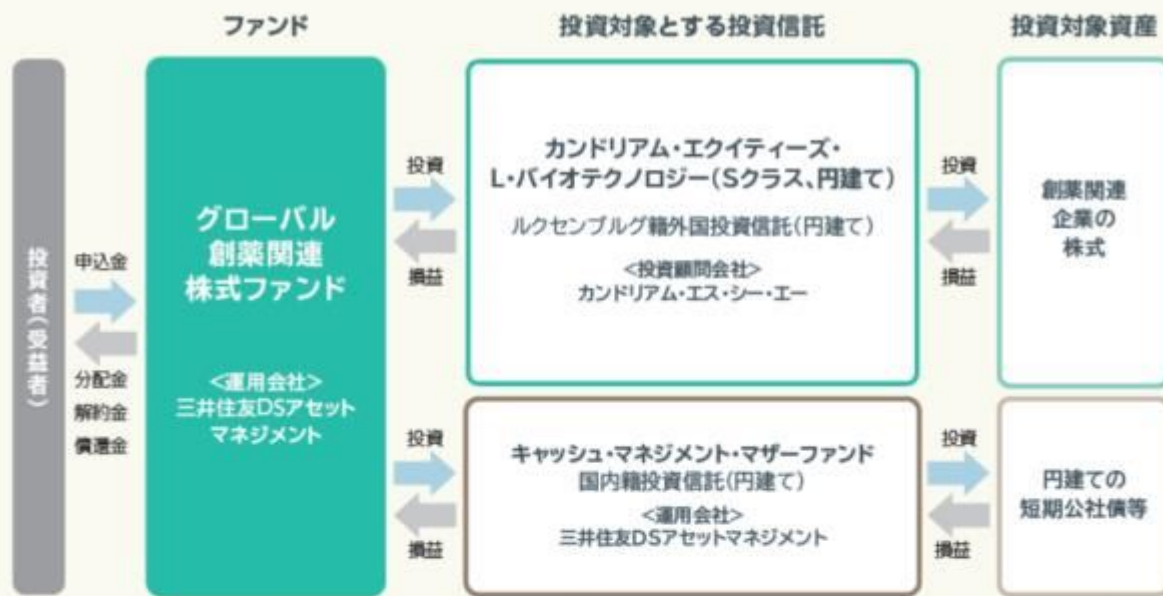 ファンド
投資対象とする投資信託
投資対象資産
投資者(受益者)
申込金
分配金
解約金
償還金
グローバル
創薬関連
株式ファンド
<運用会社>
三井住友DSアセット
マネジメント
投資
損益
カンドリアム・エクイティーズ・
L・バイオテクノロジー(Sクラス、円建て)
ルクセンブルグ籍外国投資信託(円建て)
<投資顧問会社>
カンドリアム・エス・シー・エー
投資
損益
創薬関連
企業の
株式
投資
損益
キャッシュ・マネジメント・マザーファンド
国内籍投資信託(円建て)
<運用会社>
三井住友DSアセットマネジメント
投資
損益
円建ての
短期公社債等